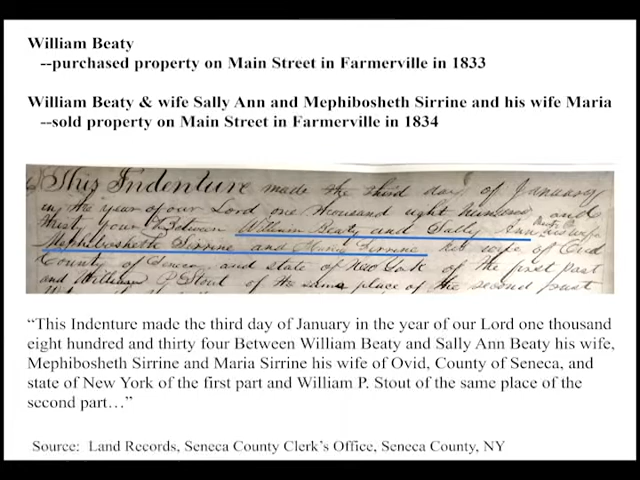 William Beaty
--purchased property on Main Street in Farmerville in 1833
William Beaty & wife Sally Ann and Mephibosheth Sirrine and his wife Maria
--sold property on Main Street in Farmerville in 1834
This Indenture made the third day of January
in the year of our Lord one thousand eight hundred and
thirty four Between William Beaty and Sally Ann his wife
Mephibosheth Sirrine and Maria Sirrine his wife of Ovid
County of Seneca and state of New York of the first part
and William P. Stout of the same place of the second part
“This Indenture made the third day of January in the year of our Lord one thousand
eight hundred and thirty four Between William Beaty and Sally Ann Beaty his wife,
Mephibosheth Sirrine and Maria Sirrine his wife of Ovid, County of Seneca, and
state of New York of the first part and William P. Stout of the same place of the
second part…”
Source: Land Records, Seneca County Clerk’s Office, Seneca County, NY